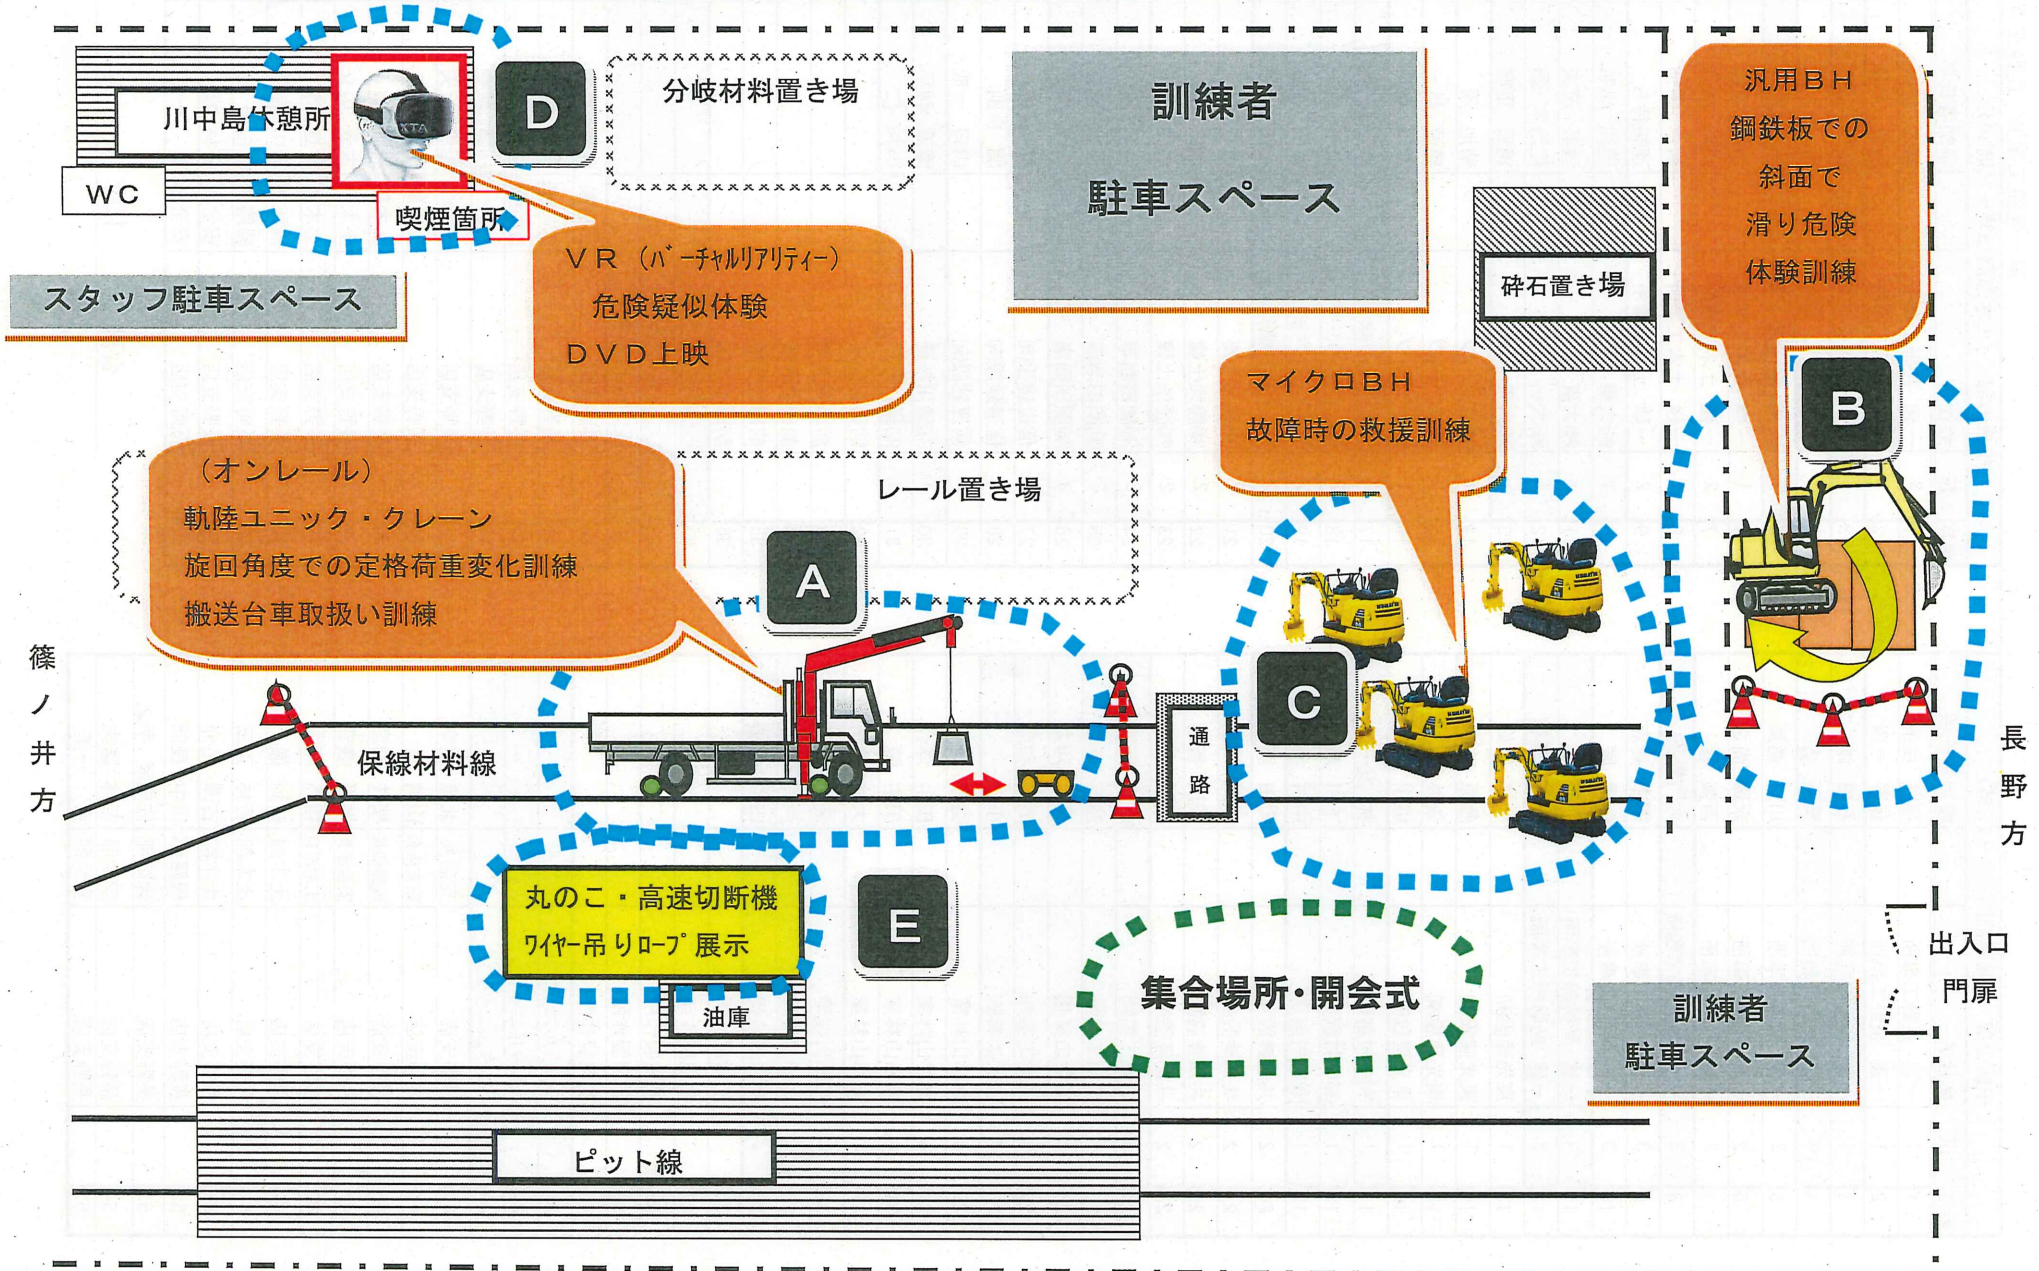 川中島休憩所
WC
喫煙箇所
D
分岐材料置き場
訓練者
駐車スペース
汎用BH
鋼鉄板での
斜面で
滑り危険
体験訓練
スタッフ駐車スペース
VR(バーチャルリアリティー)
危険疑似体験
DVD上映
砕石置き場
マイクロBH
故障時の救援訓練
B
(オンレール)
軌陸ユニック・クレーン
旋回角度での定格荷重変化訓練
搬送台車取扱い訓練
レール置き場
A
C
篠ノ井方
保線材料線
通路
長野方
丸のこ・高速切断機
ワイヤー吊りロープ展示
E
油庫
集合場所・開会式
出入口
門扉
訓練者
駐車スペース
ピット線